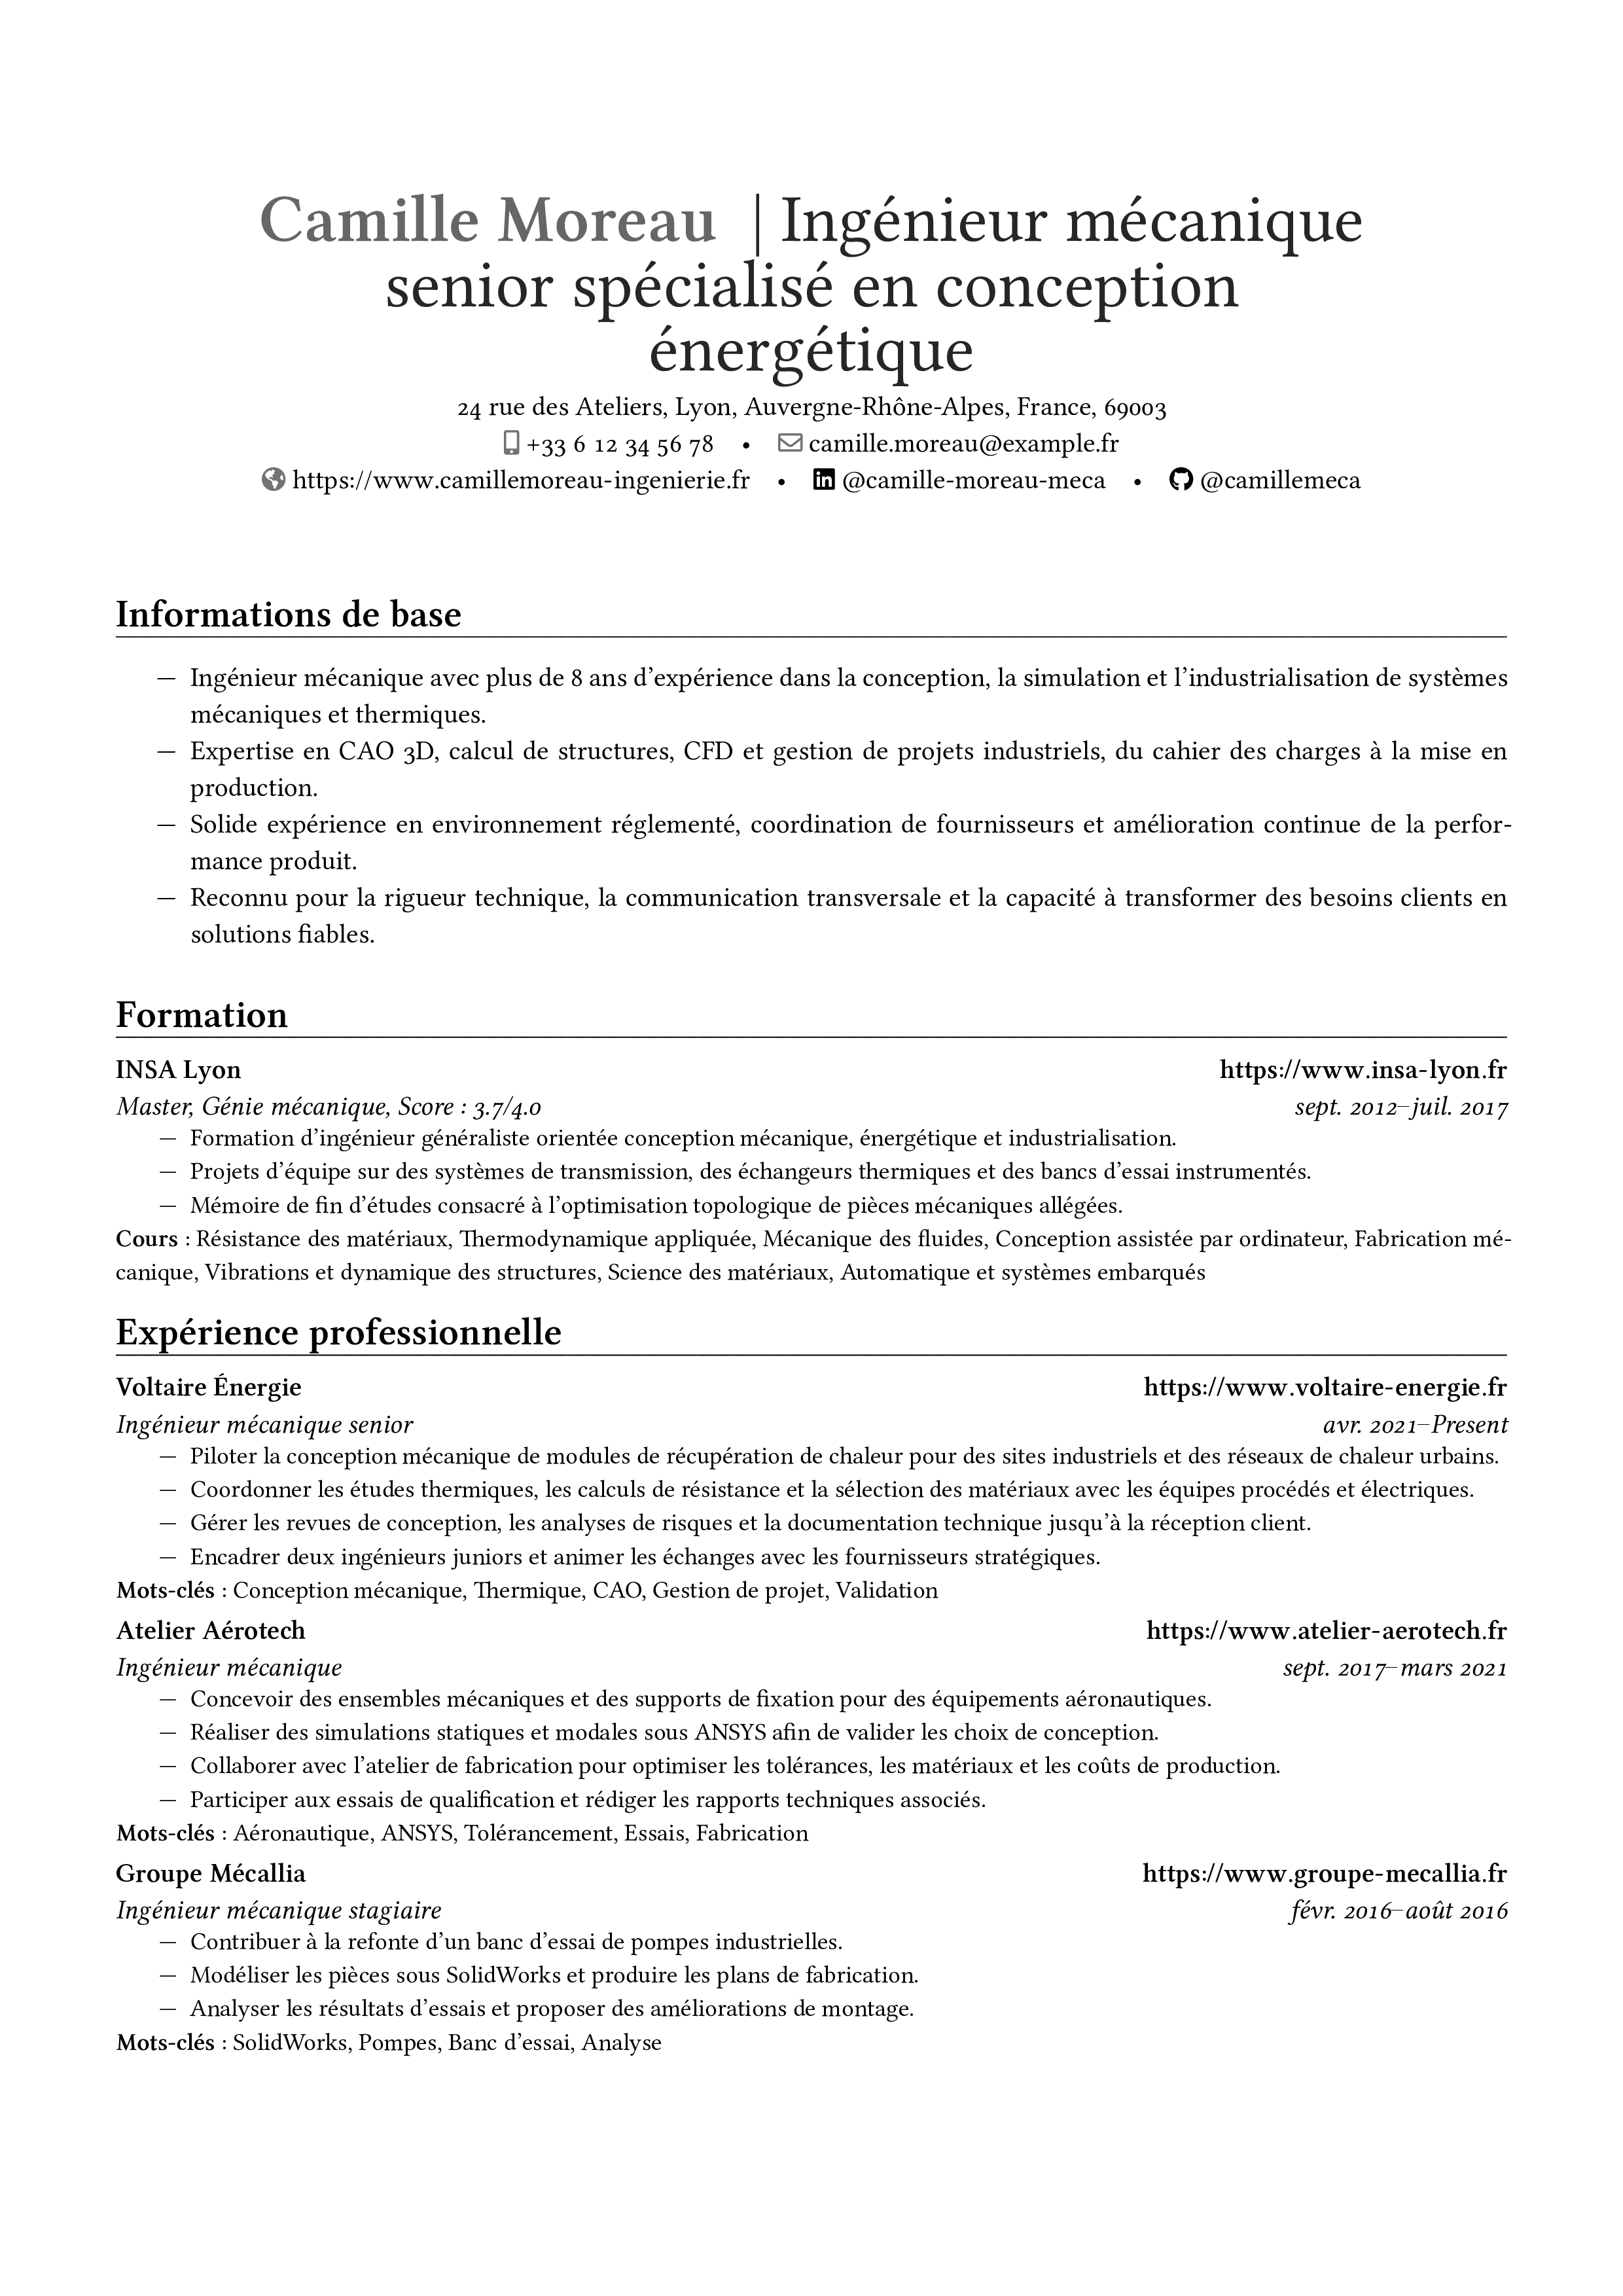 Camille Moreau | Ingénieur mécanique
senior spécialisé en conception
énergétique
24 rue des Ateliers, Lyon, Auvergne-Rhône-Alpes, France, 69003
+33 6 12 34 56 78 • camille.moreau@example.fr
https://www.camillemoreau-ingenierie.fr • @camille-moreau-meca • @camillemeca
Informations de base
— Ingénieur mécanique avec plus de 8 ans d'expérience dans la conception, la simulation et l'industrialisation de systèmes
mécaniques et thermiques.
— Expertise en CAO 3D, calcul de structures, CFD et gestion de projets industriels, du cahier des charges à la mise en
production.
— Solide expérience en environnement réglementé, coordination de fournisseurs et amélioration continue de la perfor-
mance produit.
— Reconnu pour la rigueur technique, la communication transversale et la capacité à transformer des besoins clients en
solutions fiables.
Formation
INSA Lyon https://www.insa-lyon.fr
Master, Génie mécanique, Score : 3.7/4.0 sept. 2012–juil. 2017
— Formation d'ingénieur généraliste orientée conception mécanique, énergétique et industrialisation.
— Projets d'équipe sur des systèmes de transmission, des échangeurs thermiques et des bancs d'essai instrumentés.
— Mémoire de fin d'études consacré à l'optimisation topologique de pièces mécaniques allégées.
Cours : Résistance des matériaux, Thermodynamique appliquée, Mécanique des fluides, Conception assistée par ordinateur, Fabrication mé-
canique, Vibrations et dynamique des structures, Science des matériaux, Automatique et systèmes embarqués
Expérience professionnelle
Voltaire Énergie https://www.voltaire-energie.fr
Ingénieur mécanique senior avr. 2021–Present
— Piloter la conception mécanique de modules de récupération de chaleur pour des sites industriels et des réseaux de chaleur urbains.
— Coordonner les études thermiques, les calculs de résistance et la sélection des matériaux avec les équipes procédés et électriques.
— Gérer les revues de conception, les analyses de risques et la documentation technique jusqu'à la réception client.
— Encadrer deux ingénieurs juniors et animer les échanges avec les fournisseurs stratégiques.
Mots-clés : Conception mécanique, Thermique, CAO, Gestion de projet, Validation
Atelier Aérotech https://www.atelier-aerotech.fr
Ingénieur mécanique sept. 2017–mars 2021
— Concevoir des ensembles mécaniques et des supports de fixation pour des équipements aéronautiques.
— Réaliser des simulations statiques et modales sous ANSYS afin de valider les choix de conception.
— Collaborer avec l'atelier de fabrication pour optimiser les tolérances, les matériaux et les coûts de production.
— Participer aux essais de qualification et rédiger les rapports techniques associés.
Mots-clés : Aéronautique, ANSYS, Tolérancement, Essais, Fabrication
Groupe Mécallia https://www.groupe-mecallia.fr
Ingénieur mécanique stagiaire févr. 2016–août 2016
— Contribuer à la refonte d'un banc d'essai de pompes industrielles.
— Modéliser les pièces sous SolidWorks et produire les plans de fabrication.
— Analyser les résultats d'essais et proposer des améliorations de montage.
Mots-clés : SolidWorks, Pompes, Banc d'essai, Analyse